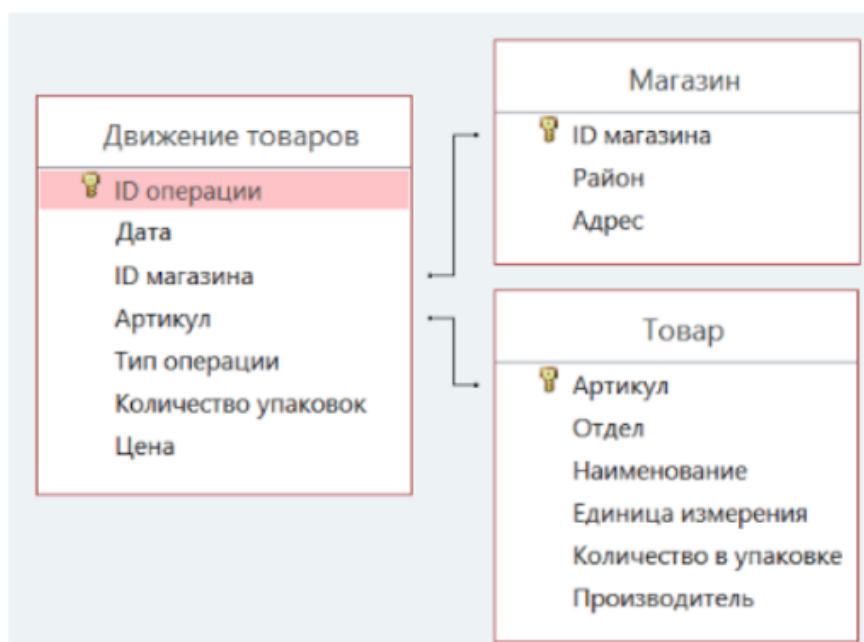 Движение товаров
ID операции
Дата
ID магазина
Артикул
Тип операции
Количество упаковок
Цена
Магазин
ID магазина
Район
Адрес
Товар
Артикул
Отдел
Наименование
Единица измерения
Количество в упаковке
Производитель